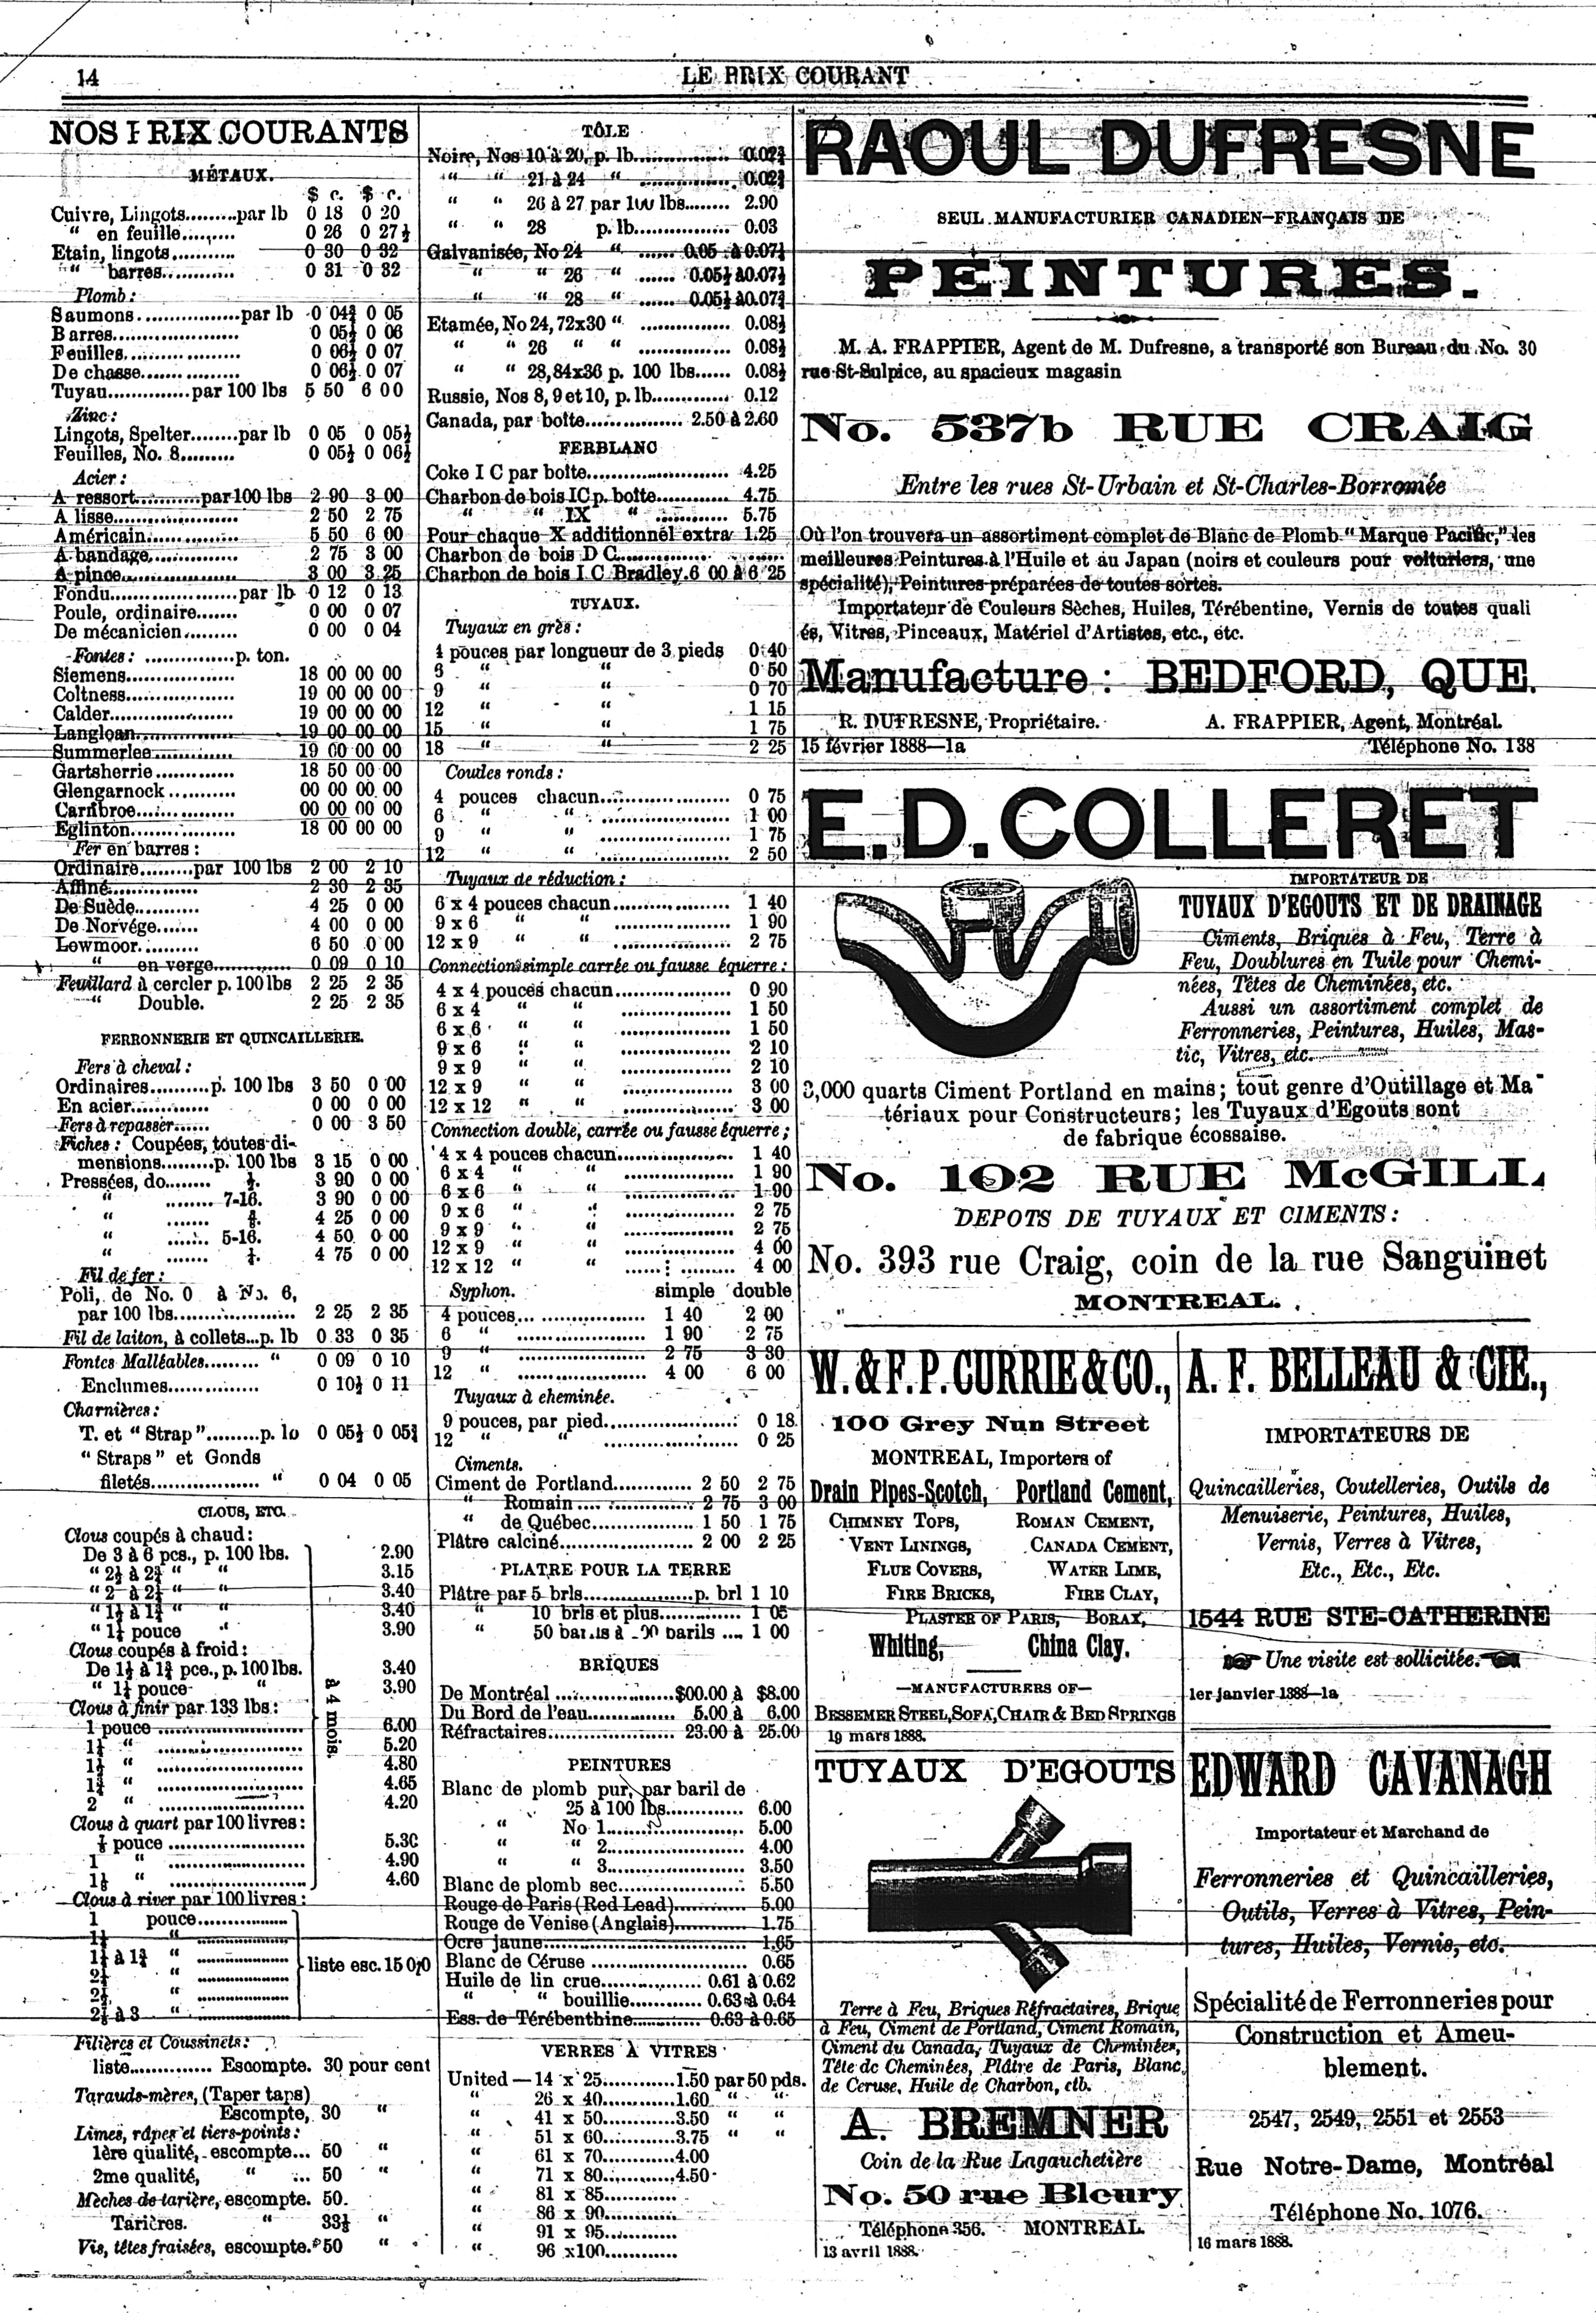 14
LE PRIX COURANT
NOS PRIX COURANTS
MÉTAUX.
$ c. $ c.
Cuivre, Lingots.........par lb 0 18 0 20
“ en feuille......... 0 26 0 27½
Etain, lingots........... 0 30 0 32
“ barres............ 0 31 0 32
Plomb :
Saumons................par lb 0 04¾ 0 05
Barres..................... 0 05½ 0 06
Feuilles.................. 0 06½ 0 07
De chasse............... 0 06½ 0 07
Tuyau..............par 100 lbs 5 50 6 00
Zinc :
Lingots, Spelter........par lb 0 05 0 05½
Feuilles, No. 8......... 0 05½ 0 06½
Acier :
A ressort...........par 100 lbs 2 90 3 00
A lisse..................... 2 50 2 75
Américain............... 5 50 6 00
A bandage............... 2 75 3 00
A pince.................... 3 00 3 25
Fondu......................par lb 0 12 0 13
Poule, ordinaire....... 0 00 0 07
De mécanicien......... 0 00 0 04
Fontes : ...............p. ton.
Siemens.................. 18 00 00 00
Coltness.................. 19 00 00 00
Calder..................... 19 00 00 00
Langloan................. 19 00 00 00
Summerlee............. 19 00 00 00
Gartsherrie............. 18 50 00 00
Glengarnock........... 00 00 00 00
Carnbroe................. 00 00 00 00
Eglinton.................. 18 00 00 00
Fer en barres :
Ordinaire.........par 100 lbs 2 00 2 10
Affiné............... 2 30 2 35
De Suède........... 4 25 0 00
De Norvége....... 4 00 0 00
Lowmoor.......... 6 50 0 00
“ en verge............. 0 09 0 10
Feuillard à cercler p. 100 lbs 2 25 2 35
“ Double. 2 25 2 35
FERRONNERIE ET QUINCAILLERIE.
Fers à cheval :
Ordinaires..........p. 100 lbs 3 50 0 00
En acier............. 0 00 0 00
Fers à repasser...... 0 00 3 50
Fiches : Coupées, toutes di-
mensions.........p. 100 lbs 3 15 0 00
Pressées, do........ ½. 3 90 0 00
“ ........ 7-16. 3 90 0 00
“ ....... ⅜. 4 25 0 00
“ ....... 5-16. 4 50 0 00
“ ....... ¼. 4 75 0 00
Fil de fer :
Poli, de No. 0 à No. 6,
par 100 lbs.................. 2 25 2 35
Fil de laiton, à collets...p. lb 0 33 0 35
Fontes Malléables......... “ 0 09 0 10
Enclumes............... 0 10½ 0 11
Charnières :
T. et “ Strap ”.........p. lb 0 05½ 0 05¾
“ Straps ” et Gonds
filetés.................. “ 0 04 0 05
CLOUS, ETC.
Clous coupés à chaud :
De 3 à 6 pcs., p. 100 lbs. 2.90
“ 2½ à 2¾ “ “ 3.15
“ 2 à 2¼ “ “ 3.40
“ 1½ à 1¾ “ “ 3.40
“ 1¼ pouce “ 3.90
Clous coupés à froid :
De 1½ à 1¾ pce., p. 100 lbs. 3.40
“ 1¼ pouce “ 3.90
Clous à finir par 133 lbs :
1 pouce ........................... 6.00
1¼ “ ........................... 5.20
1½ “ ........................... 4.80
1¾ “ ........................... 4.65
2 “ ........................... 4.20
à 4 mois.
Clous à quart par 100 livres :
⅞ pouce ......................... 5.30
1 “ ......................... 4.90
1⅛ “ ......................... 4.60
Clous à river par 100 livres :
1 pouce................
1¼ “ ................
1½ à 1¾ “ ................
2¼ “ ................
2½ à 3 “ ................
liste esc. 15 0/0
Filières et Coussinets :
liste............. Escompte. 30 pour cent
Tarauds-mères, (Taper taps)
Escompte, 30 “
Limes, râpes et tiers-points :
1ère qualité, escompte... 50 “
2me qualité, “ ... 50 “
Mèches de tarière, escompte. 50.
Tarières. “ 33½ “
Vis, têtes fraisées, escompte. 50 “
TÔLE
Noire, Nos 10 à 20, p. lb................ 0.02¾
“ “ 21 à 24 “ ................ 0.02¾
“ “ 26 à 27 par 100 lbs........ 2.90
“ “ 28 p. lb................ 0.03
Galvanisée, No 24 “ ...... 0.05 à 0.07½
“ “ 26 “ ...... 0.05½ à 0.07½
“ “ 28 “ ...... 0.05½ à 0.07¾
Etamée, No 24, 72x30 “ ............... 0.08½
“ “ 26 “ “ ............... 0.08½
“ “ 28, 84x36 p. 100 lbs...... 0.08½
Russie, Nos 8, 9 et 10, p. lb............. 0.12
Canada, par boîte............... 2.50 à 2.60
FERBLANC
Coke I C par boîte........................ 4.25
Charbon de bois IC p. boîte........... 4.75
“ “ IX “ ............ 5.75
Pour chaque X additionnel extra 1.25
Charbon de bois D C.....................
Charbon de bois I C Bradley. 6 00 à 6 25
TUYAUX.
Tuyaux en grès :
4 pouces par longueur de 3 pieds 0 40
6 “ “ 0 50
9 “ “ 0 70
12 “ “ 1 15
15 “ “ 1 75
18 “ “ 2 25
Coudes ronds :
4 pouces chacun...................... 0 75
6 “ “ ...................... 1 00
9 “ “ ...................... 1 75
12 “ “ ...................... 2 50
Tuyaux de réduction :
6 x 4 pouces chacun.................... 1 40
9 x 6 “ “ .................... 1 90
12 x 9 “ “ .................... 2 75
Connection simple carrée ou fausse équerre :
4 x 4 pouces chacun.................... 0 90
6 x 4 “ “ ................... 1 50
6 x 6 “ “ ................... 1 50
9 x 6 “ “ ................... 2 10
9 x 9 “ “ ................... 2 10
12 x 9 “ “ ................... 3 00
12 x 12 “ “ ................... 3 00
Connection double, carrée ou fausse équerre ;
4 x 4 pouces chacun.................... 1 40
6 x 4 “ “ ................... 1 90
6 x 6 “ “ ................... 1 90
9 x 6 “ “ ................... 2 75
9 x 9 “ “ ................... 2 75
12 x 9 “ “ ................... 4 00
12 x 12 “ “ ................... 4 00
Syphon. simple double
4 pouces................... 1 40 2 00
6 “ ................... 1 90 2 75
9 “ ................... 2 75 3 30
12 “ ................... 4 00 6 00
Tuyaux à cheminée.
9 pouces, par pied...................... 0 18
12 “ “ ...................... 0 25
Ciments.
Ciment de Portland............. 2 50 2 75
“ Romain.................. 2 75 3 00
“ de Québec............... 1 50 1 75
Plâtre calciné...................... 2 00 2 25
PLATRE POUR LA TERRE
Plâtre par 5 brls..................p. brl 1 10
“ 10 brls et plus............ 1 05
“ 50 barils à 00 barils .... 1 00
BRIQUES
De Montréal ....................$00.00 à $8.00
Du Bord de l'eau................. 5.00 à 6.00
Réfractaires...................... 23.00 à 25.00
PEINTURES
Blanc de plomb pur, par baril de
25 à 100 lbs............. 6.00
“ No 1...................... 5.00
“ “ 2...................... 4.00
“ “ 3...................... 3.50
Blanc de plomb sec...................... 5.50
Rouge de Paris (Red Lead)............ 5.00
Rouge de Venise (Anglais)............ 1.75
Ocre jaune................................. 1.65
Blanc de Céruse ......................... 0.65
Huile de lin crue................ 0.61 à 0.62
“ “ bouillie............ 0.63 à 0.64
Ess. de Térébenthine............ 0.63 à 0.65
VERRES À VITRES
United — 14 x 25............1.50 par 50 pds.
“ 26 x 40............1.60 “ “
“ 41 x 50............3.50 “ “
“ 51 x 60............3.75 “ “
“ 61 x 70............4.00
“ 71 x 80............4.50
“ 81 x 85............
“ 86 x 90............
“ 91 x 95............
“ 96 x100............
RAOUL DUFRESNE
SEUL MANUFACTURIER CANADIEN-FRANÇAIS DE
PEINTURES.
M. A. FRAPPIER, Agent de M. Dufresne, a transporté son Bureau du No. 30
rue St-Sulpice, au spacieux magasin
No. 537b RUE CRAIG
Entre les rues St-Urbain et St-Charles-Borromée
Où l'on trouvera un assortiment complet de Blanc de Plomb “ Marque Pacific,” les
meilleures Peintures à l'Huile et au Japan (noirs et couleurs pour voituriers, une
spécialité), Peintures préparées de toutes sortes.
Importateur de Couleurs Sèches, Huiles, Térébentine, Vernis de toutes quali
és, Vitres, Pinceaux, Matériel d'Artistes, etc., etc.
Manufacture : BEDFORD, QUE.
R. DUFRESNE, Propriétaire. A. FRAPPIER, Agent, Montréal.
15 février 1888—1a Téléphone No. 138
E. D. COLLERET
IMPORTATEUR DE
TUYAUX D'EGOUTS ET DE DRAINAGE
Ciments, Briques à Feu, Terre à
Feu, Doublures en Tuile pour Chemi-
nées, Têtes de Cheminées, etc.
Aussi un assortiment complet de
Ferronneries, Peintures, Huiles, Mas-
tic, Vitres, etc.
3,000 quarts Ciment Portland en mains ; tout genre d'Outillage et Ma-
tériaux pour Constructeurs ; les Tuyaux d'Egouts sont
de fabrique écossaise.
No. 102 RUE McGILL
DEPOTS DE TUYAUX ET CIMENTS :
No. 393 rue Craig, coin de la rue Sanguinet
MONTREAL.
W. & F. P. CURRIE & CO.,
100 Grey Nun Street
MONTREAL, Importers of
Drain Pipes-Scotch, Portland Cement,
CHIMNEY TOPS, ROMAN CEMENT,
VENT LININGS, CANADA CEMENT,
FLUE COVERS, WATER LIME,
FIRE BRICKS, FIRE CLAY,
PLASTER OF PARIS, BORAX,
Whiting, China Clay.
—MANUFACTURERS OF—
BESSEMER STEEL, SOFA, CHAIR & BED SPRINGS
19 mars 1888.
A. F. BELLEAU & CIE.,
IMPORTATEURS DE
Quincailleries, Coutelleries, Outils de
Menuiserie, Peintures, Huiles,
Vernis, Verres à Vitres,
Etc., Etc., Etc.
1544 RUE STE-CATHERINE
Une visite est sollicitée.
1er janvier 1888—1a
TUYAUX D'EGOUTS
Terre à Feu, Briques Réfractaires, Brique
à Feu, Ciment de Portland, Ciment Romain,
Ciment du Canada, Tuyaux de Cheminées,
Tête de Cheminées, Plâtre de Paris, Blanc
de Ceruse, Huile de Charbon, ctb.
A. BREMNER
Coin de la Rue Lagauchetière
No. 50 rue Bleury
Téléphone 356. MONTREAL.
13 avril 1888.
EDWARD CAVANAGH
Importateur et Marchand de
Ferronneries et Quincailleries,
Outils, Verres à Vitres, Pein-
tures, Huiles, Vernis, etc.
Spécialité de Ferronneries pour
Construction et Ameu-
blement.
2547, 2549, 2551 et 2553
Rue Notre-Dame, Montréal
Téléphone No. 1076.
16 mars 1888.